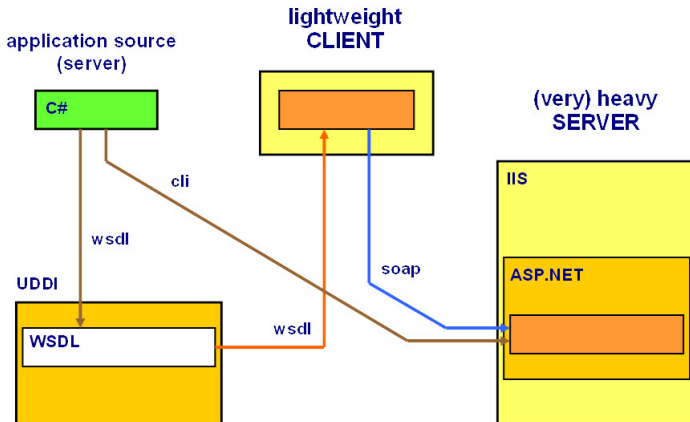 lightweight
CLIENT
application source
(server)
C#
(very) heavy
SERVER
cli
IIS
wsdl
soap
ASP.NET
UDDI
wsdl
WSDL